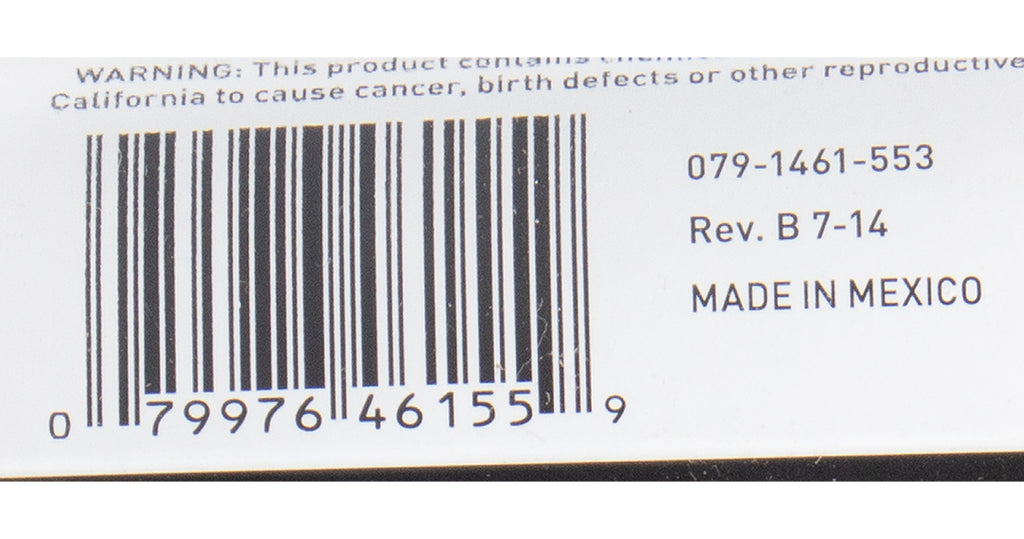 WARNING: This product contains
California to cause cancer, birth defects or other reproductive
079-1461-553
Rev. B 7-14
MADE IN MEXICO
0 79976 46155 9